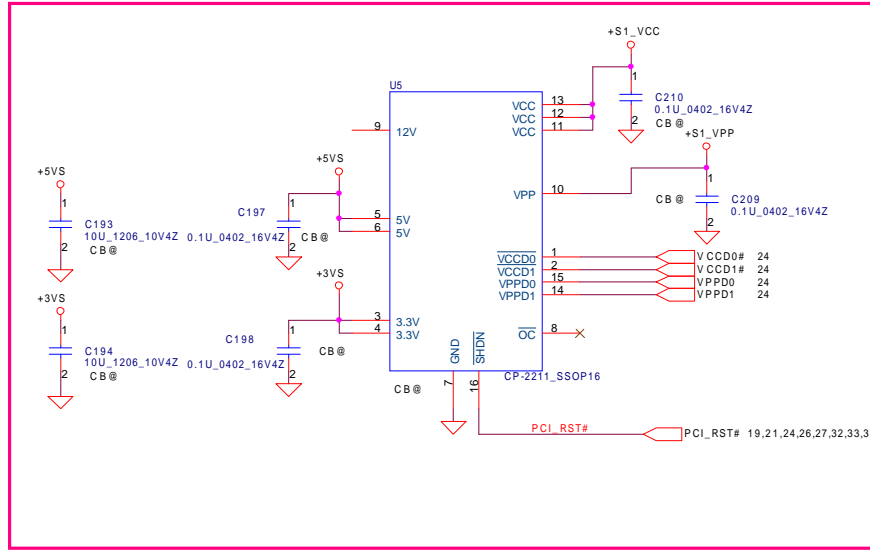 +S1_VCC
U5
1
C210
0.1U_0402_16V4Z
2
CB@
VCC 13
VCC 12
VCC 11
9 12V
+S1_VPP
+5VS
+5VS
1
C193
10U_1206_10V4Z
2
CB@
1
C197
0.1U_0402_16V4Z
2
CB@
5 5V
6 5V
VPP 10
1
CB@
C209
0.1U_0402_16V4Z
2
VCCD0 1
VCCD1 2
VPPD0 15
VPPD1 14
VCCD0# 24
VCCD1# 24
VPPD0 24
VPPD1 24
+3VS
+3VS
1
C194
10U_1206_10V4Z
2
CB@
1
C198
0.1U_0402_16V4Z
2
CB@
3 3.3V
4 3.3V
OC 8
GND
SHDN
7
16
CB@
CP-2211_SSOP16
PCI_RST#
PCI_RST# 19,21,24,26,27,32,33,3